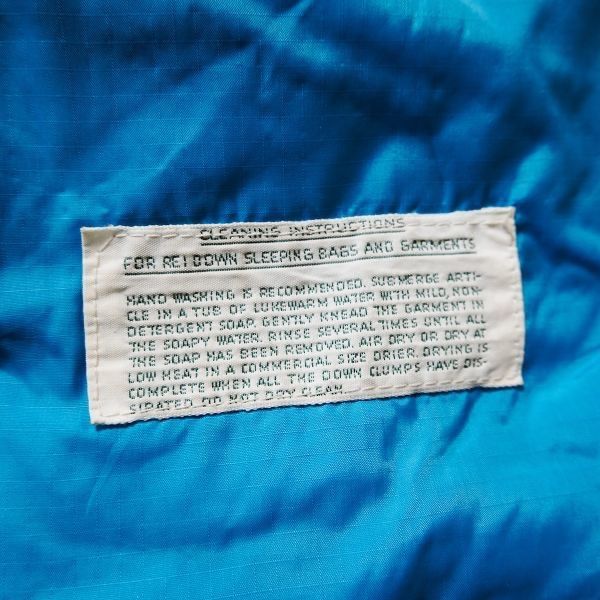 CLEANING INSTRUCTIONS
FOR REI DOWN SLEEPING BAGS AND GARMENTS
HAND WASHING IS RECOMMENDED. SUBMERGE ARTI-
CLE IN A TUB OF LUKEWARM WATER WITH MILD, NON-
DETERGENT SOAP. GENTLY KNEAD THE GARMENT IN
THE SOAPY WATER. RINSE SEVERAL TIMES UNTIL ALL
THE SOAP HAS BEEN REMOVED. AIR DRY OR DRY AT
LOW HEAT IN A COMMERCIAL SIZE DRIER. DRYING IS
COMPLETE WHEN ALL THE DOWN CLUMPS HAVE DIS-
SIPATED. DO NOT DRY CLEAN.